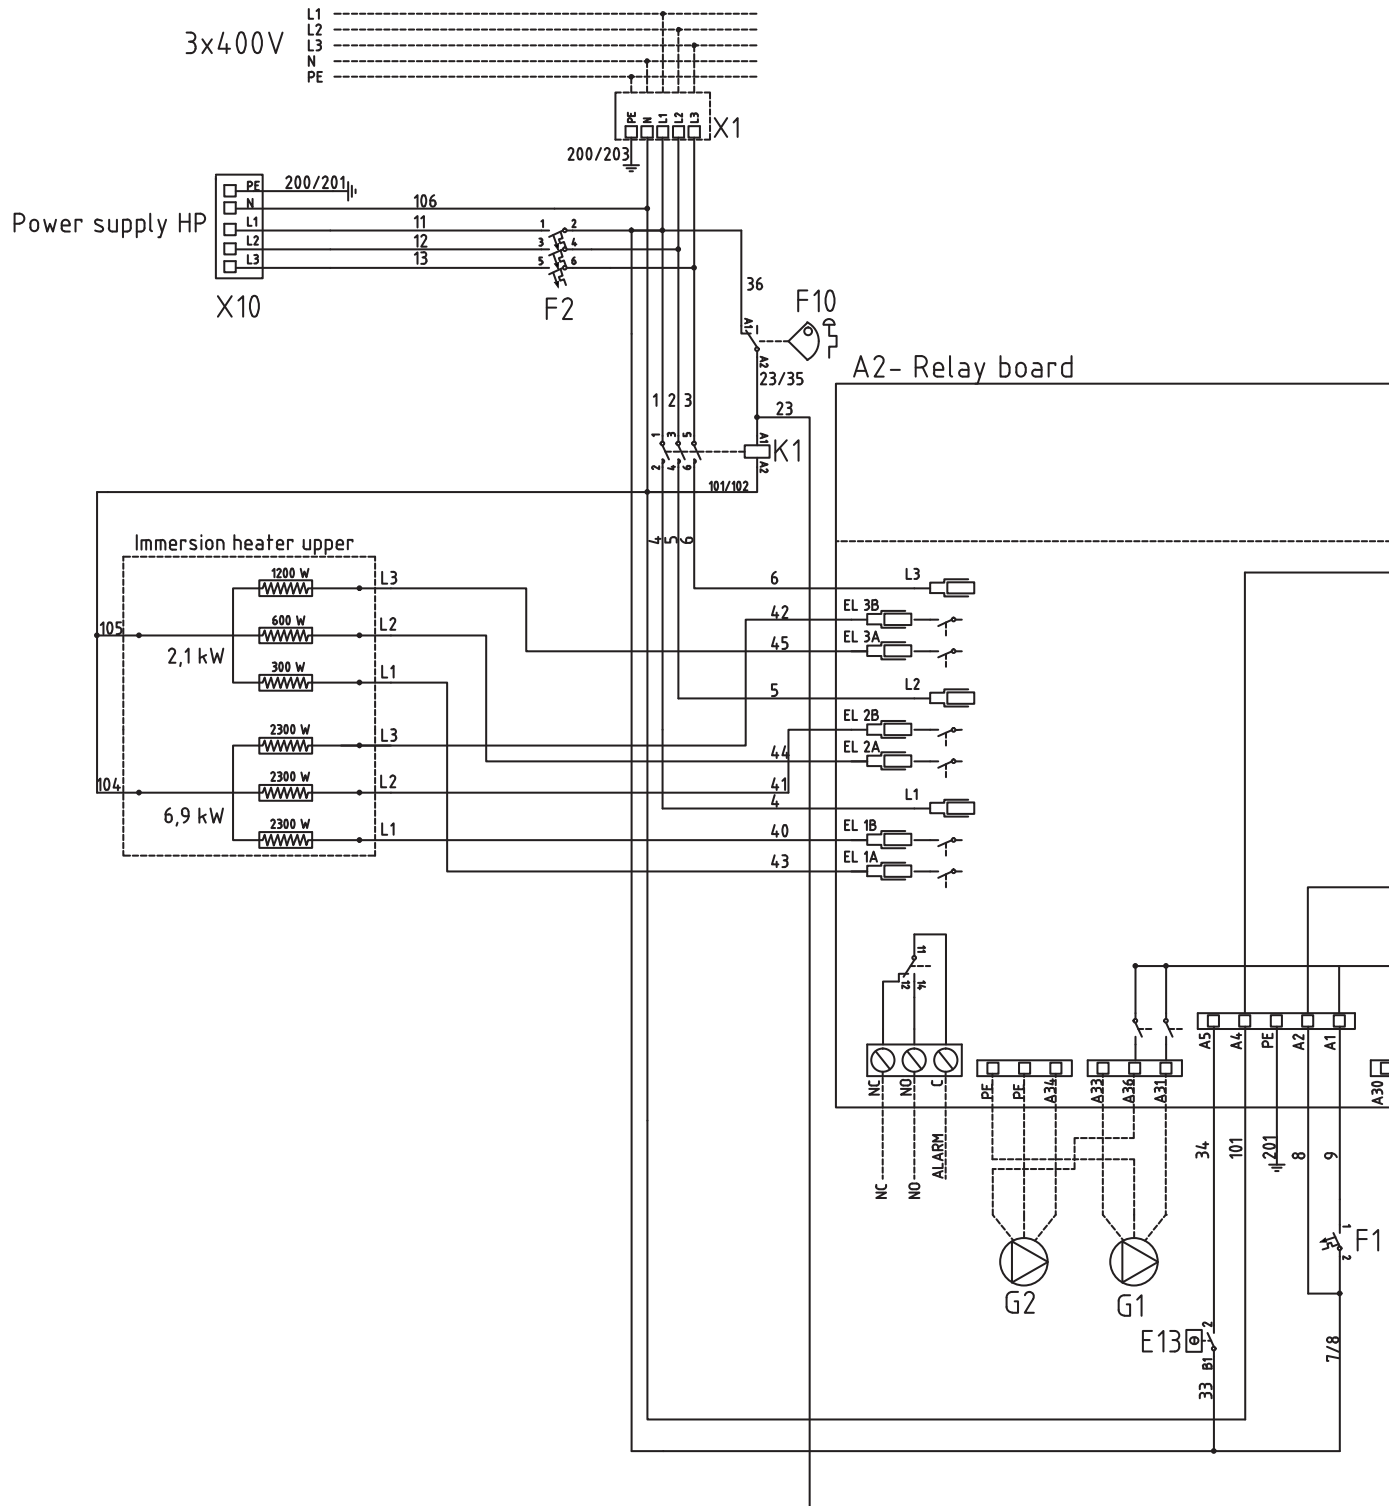 L1
L2
3x400V
L3
N
PE
PE
N
L1
L2
L3
X1
200/203
PE
200/201
N
106
Power supply HP
L1
11
1
2
L2
12
3
4
L3
13
5
6
X10
F2
36
F10
A1
A2
23/35
A2- Relay board
1
2
3
23
1
3
5
A1
K1
2
4
6
A2
101/102
4
5
6
Immersion heater upper
1200 W
L3
6
L3
42
EL 3B
105
600 W
L2
45
EL 3A
2,1 kW
300 W
L1
5
L2
2300 W
L3
EL 2B
44
EL 2A
104
2300 W
L2
41
4
L1
6,9 kW
2300 W
L1
40
EL 1B
43
EL 1A
11
12
14
NC
NO
C
PE
PE
A34
A33
A36
A31
A5
A4
PE
A2
A1
A30
NC
NO
ALARM
34
101
201
8
9
1
F1
2
G2
G1
E13
2
B1
33
7/8